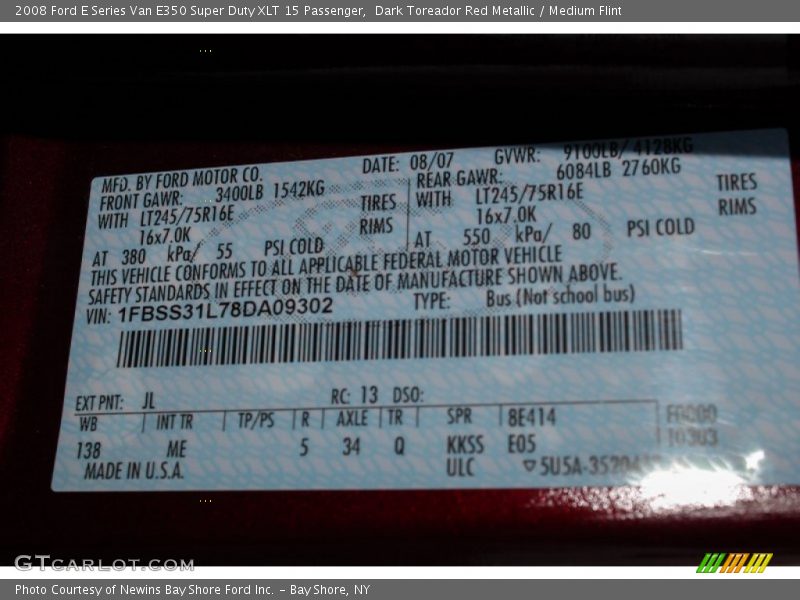 2008 Ford E Series Van E350 Super Duty XLT 15 Passenger, Dark Toreador Red Metallic / Medium Flint
MFD. BY FORD MOTOR CO. DATE: 08/07 GVWR: 9100LB/ 4128KG
FRONT GAWR: 3400LB 1542KG REAR GAWR: 6084LB 2760KG
WITH LT245/75R16E TIRES WITH LT245/75R16E TIRES
16x7.0K RIMS 16x7.0K RIMS
AT 380 kPa/ 55 PSI COLD AT 550 kPa/ 80 PSI COLD
THIS VEHICLE CONFORMS TO ALL APPLICABLE FEDERAL MOTOR VEHICLE
SAFETY STANDARDS IN EFFECT ON THE DATE OF MANUFACTURE SHOWN ABOVE.
VIN: 1FBSS31L78DA09302 TYPE: Bus (Not school bus)
EXT PNT: JL RC: 13 DSO:
WB INT TR TP/PS R AXLE TR SPR 8E414 F0000
138 ME 5 34 Q KKSS E05 10303
MADE IN U.S.A. ULC
GTCARLOT.COM
Photo Courtesy of Newins Bay Shore Ford Inc. - Bay Shore, NY